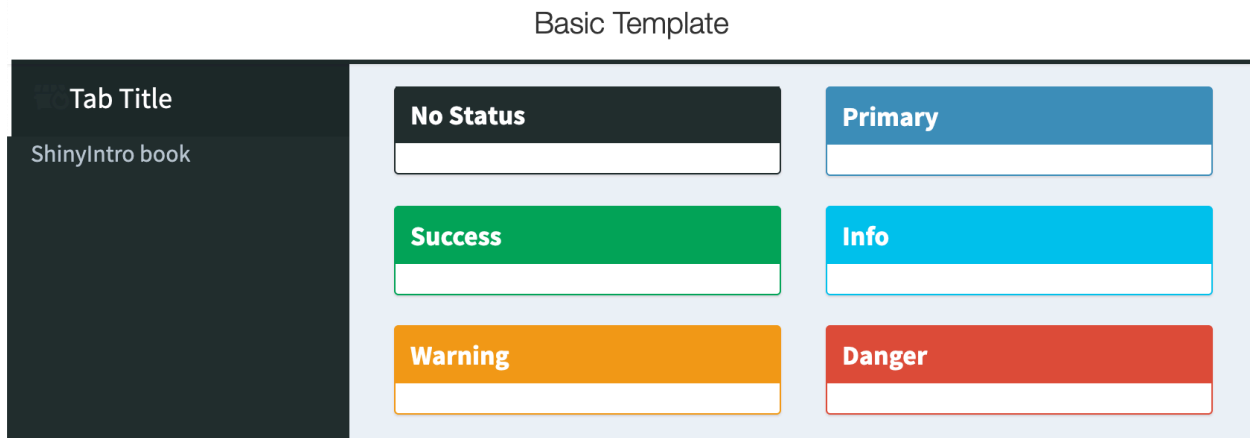 Basic Template
Tab Title
ShinyIntro book
No Status
Primary
Success
Info
Warning
Danger